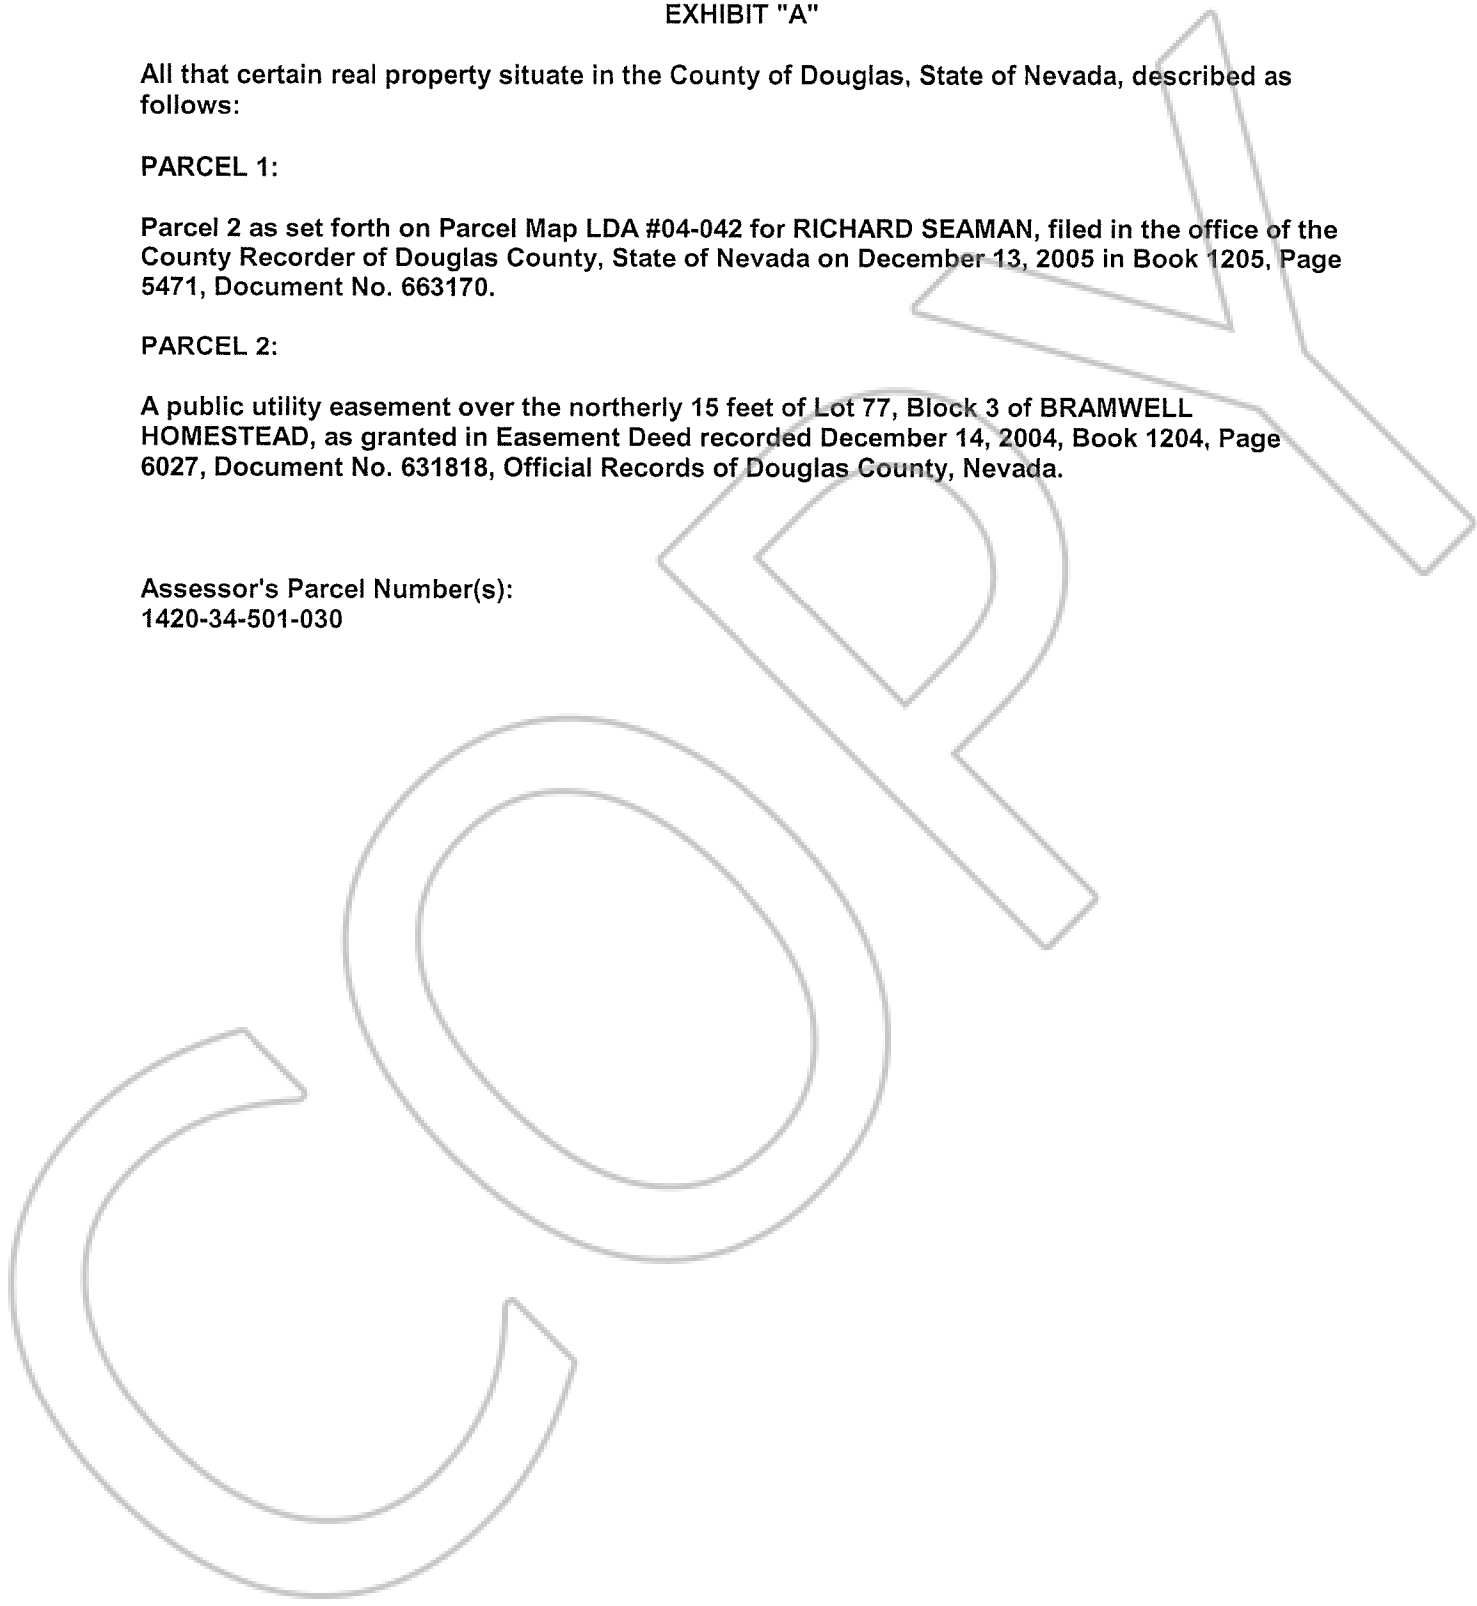 EXHIBIT "A"
All that certain real property situate in the County of Douglas, State of Nevada, described as
follows:
PARCEL 1:
Parcel 2 as set forth on Parcel Map LDA #04-042 for RICHARD SEAMAN, filed in the office of the
County Recorder of Douglas County, State of Nevada on December 13, 2005 in Book 1205, Page
5471, Document No. 663170.
PARCEL 2:
A public utility easement over the northerly 15 feet of Lot 77, Block 3 of BRAMWELL
HOMESTEAD, as granted in Easement Deed recorded December 14, 2004, Book 1204, Page
6027, Document No. 631818, Official Records of Douglas County, Nevada.
Assessor's Parcel Number(s):
1420-34-501-030
COPY